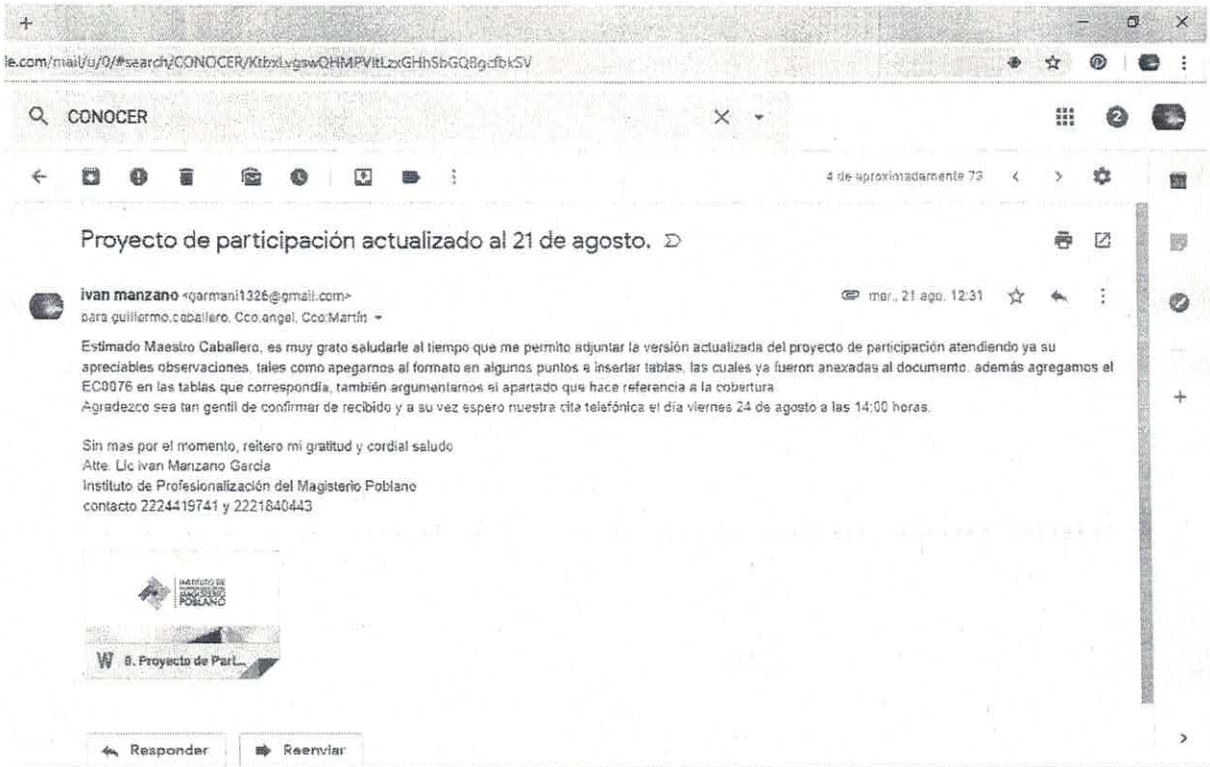 CONOCER
4 de aproximadamente 73
Proyecto de participación actualizado al 21 de agosto.
ivan manzano <garmani1326@gmail.com>
mar., 21 ago. 12:31
para guillermo.caballero, Cco:angel, Cco:Martín
Estimado Maestro Caballero, es muy grato saludarle al tiempo que me permito adjuntar la versión actualizada del proyecto de participación atendiendo ya su
apreciables observaciones, tales como apegarnos al formato en algunos puntos e insertar tablas, las cuales ya fueron anexadas al documento, además agregamos el
EC0076 en las tablas que correspondía, también argumentamos el apartado que hace referencia a la cobertura
Agradezco sea tan gentil de confirmar de recibido y a su vez espero nuestra cita telefónica el día viernes 24 de agosto a las 14:00 horas.
Sin mas por el momento, reitero mi gratitud y cordial saludo
Atte. Lic Ivan Manzano Garcia
Instituto de Profesionalización del Magisterio Poblano
contacto 2224419741 y 2221840443
INSTITUTO DE
MAGISTERIO
POBLANO
W 8. Proyecto de Part...
Responder
Reenviar
2